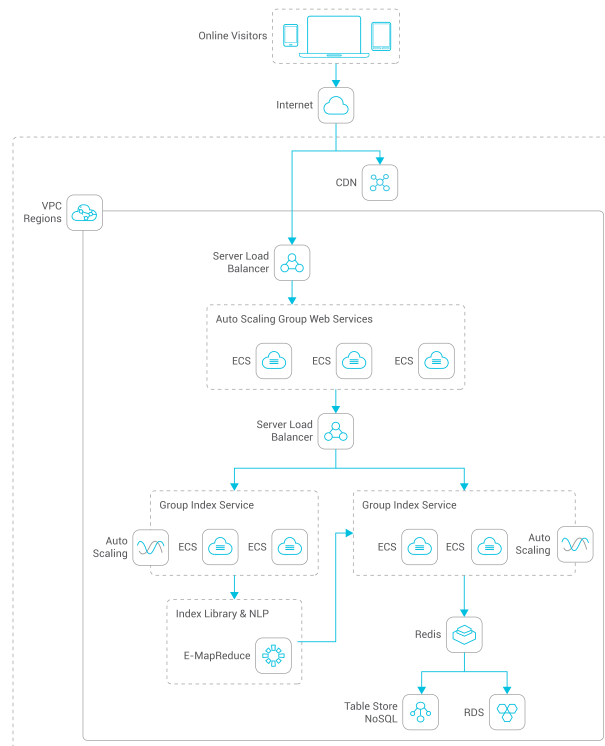 Online Visitors
Internet
CDN
VPC
Regions
Server Load
Balancer
Auto Scaling Group Web Services
ECS
ECS
ECS
Server Load
Balancer
Group Index Service
Auto
Scaling
ECS
ECS
Group Index Service
ECS
ECS
Auto
Scaling
Index Library & NLP
E-MapReduce
Redis
Table Store
NoSQL
RDS